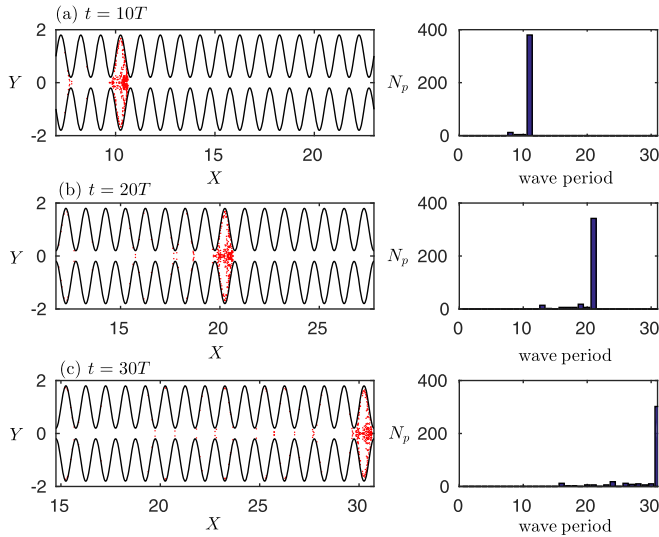 (a) t = 10T
2
Y 0
-2
10 15 20
X
400
N_p 200
0
0 10 20 30
wave period
(b) t = 20T
2
Y 0
-2
15 20 25
X
400
N_p 200
0
0 10 20 30
wave period
(c) t = 30T
2
Y 0
-2
15 20 25 30
X
400
N_p 200
0
0 10 20 30
wave period